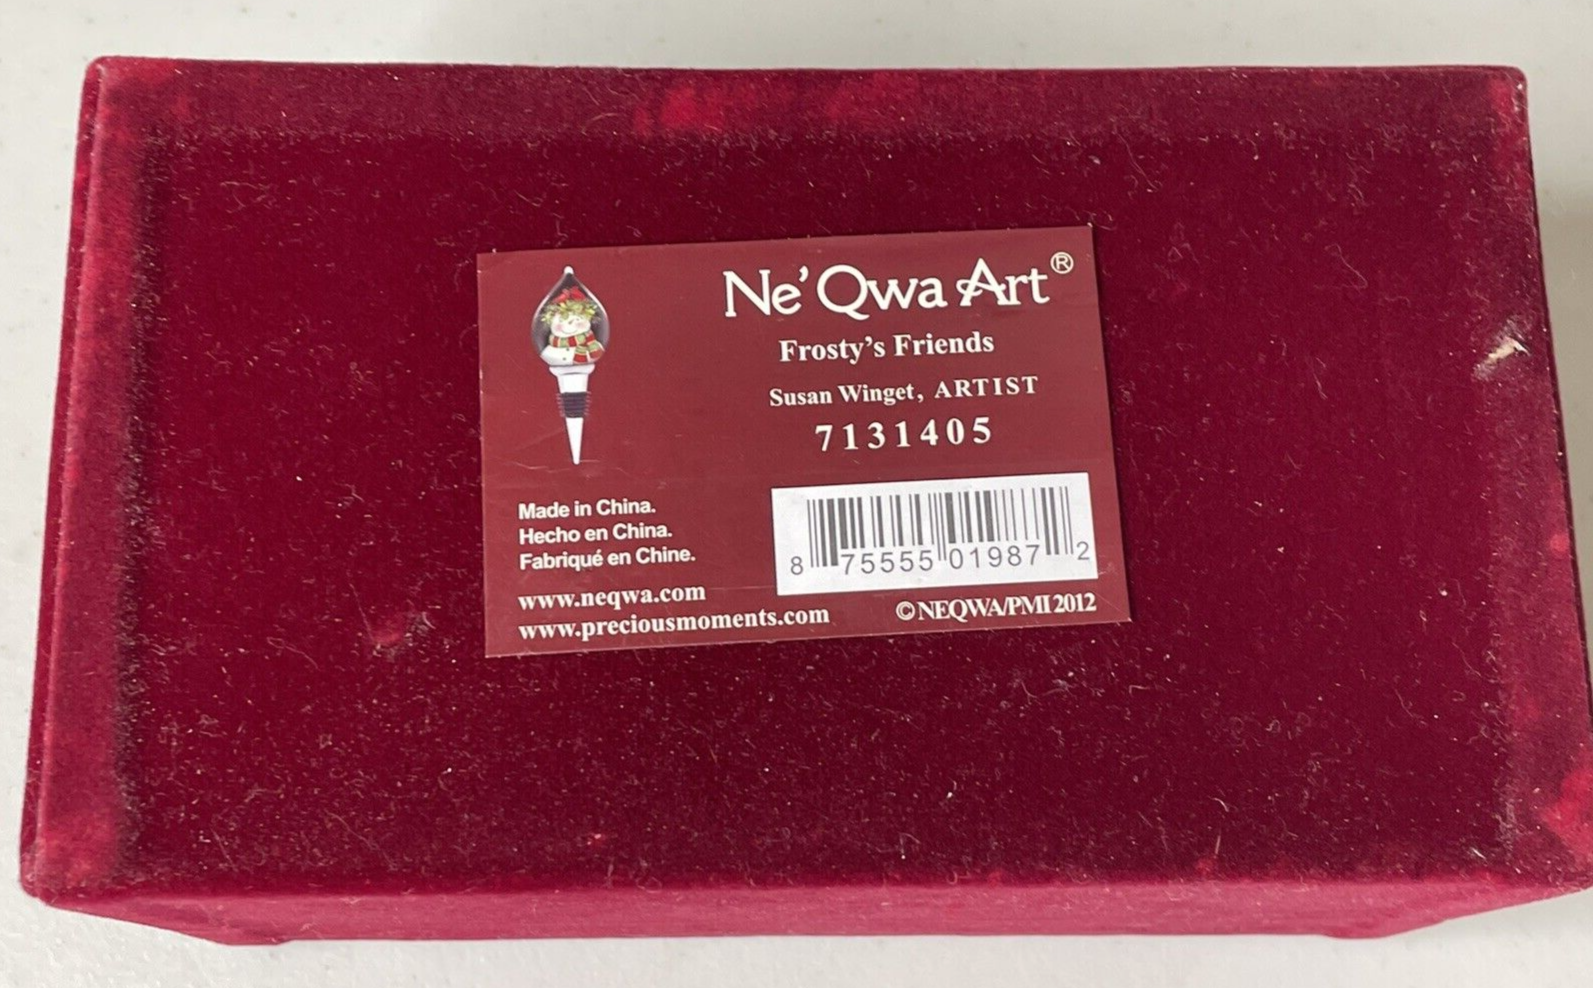 Ne'Qwa Art®
Frosty's Friends
Susan Winget, ARTIST
7131405
Made in China.
Hecho en China.
Fabriqué en Chine.
8 75555 01987 2
www.neqwa.com
www.preciousmoments.com
© NEQWA/PMI 2012